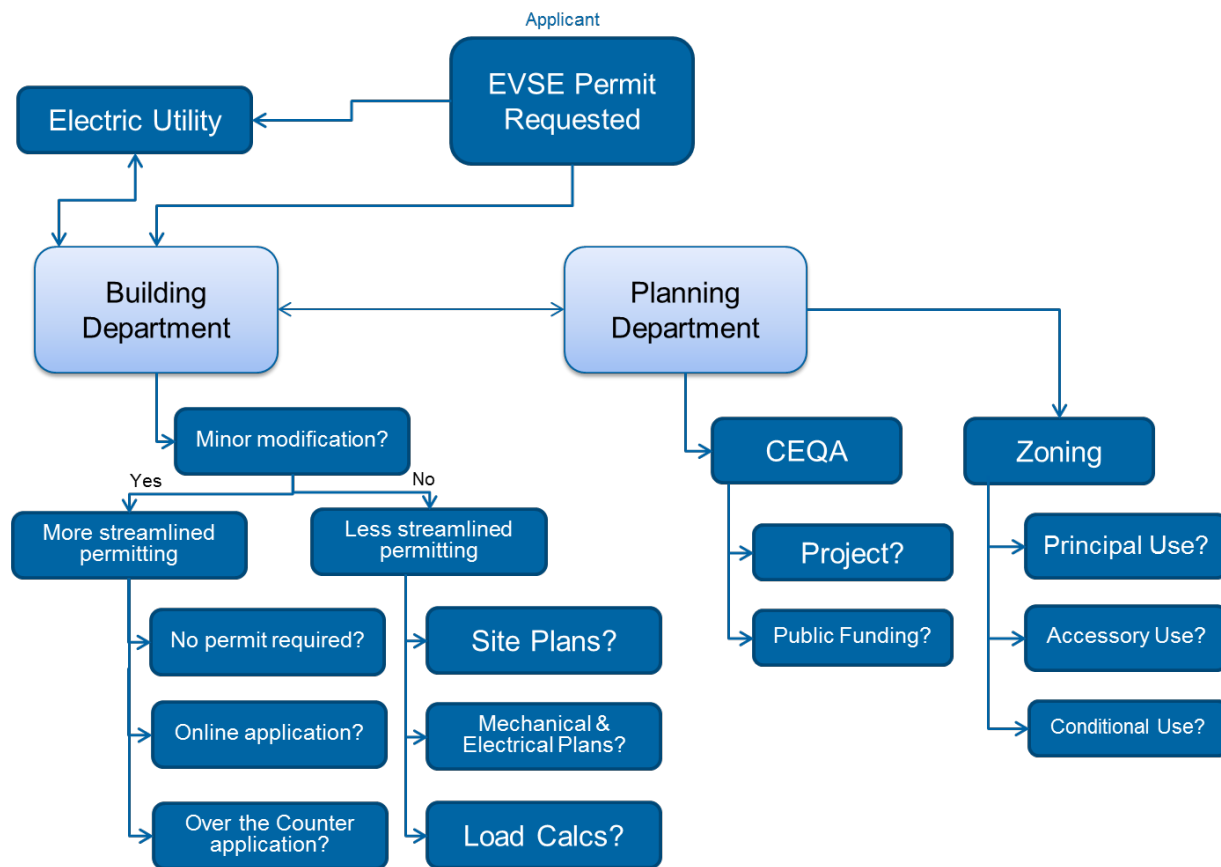 Applicant
EVSE Permit
Requested
Electric Utility
Building
Department
Planning
Department
Minor modification?
CEQA
Zoning
Yes
No
More streamlined
permitting
Less streamlined
permitting
Project?
Principal Use?
No permit required?
Site Plans?
Public Funding?
Accessory Use?
Online application?
Mechanical &
Electrical Plans?
Conditional Use?
Over the Counter
application?
Load Calcs?